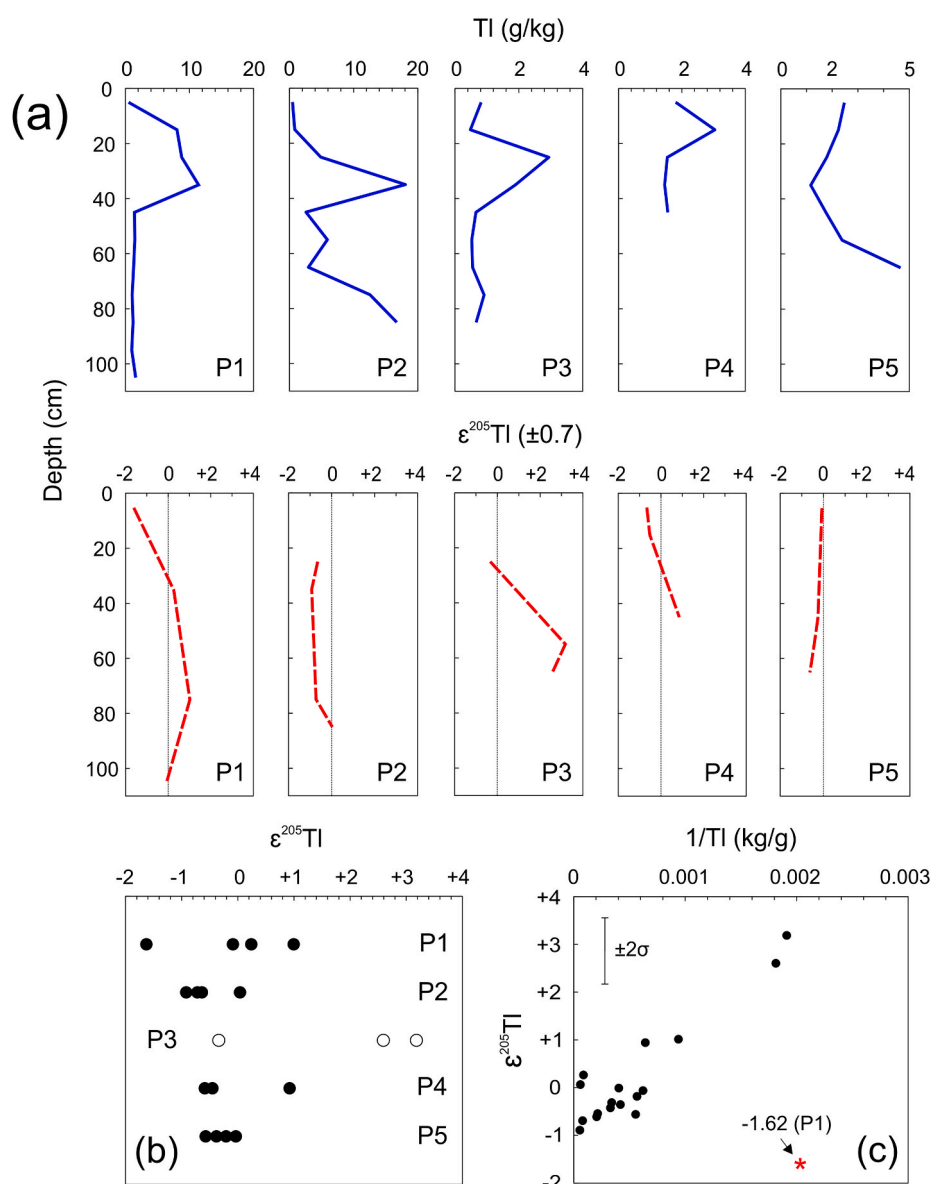 Tl (g/kg)
0 10 20 0 10 20 0 2 4 0 2 4 0 2 5
(a)
0
20
40
60
80
100
P1 P2 P3 P4 P5
Depth (cm)
ε²⁰⁵Tl (±0.7)
-2 0 +2 +4 -2 0 +2 +4 -2 0 +2 +4 -2 0 +2 +4 -2 0 +2 +4
0
20
40
60
80
100
P1 P2 P3 P4 P5
ε²⁰⁵Tl
-2 -1 0 +1 +2 +3 +4
P1
P2
P3
P4
P5
(b)
1/Tl (kg/g)
0 0.001 0.002 0.003
+4
+3
+2
+1
0
-1
-2
ε²⁰⁵Tl
±2σ
-1.62 (P1)
*
(c)